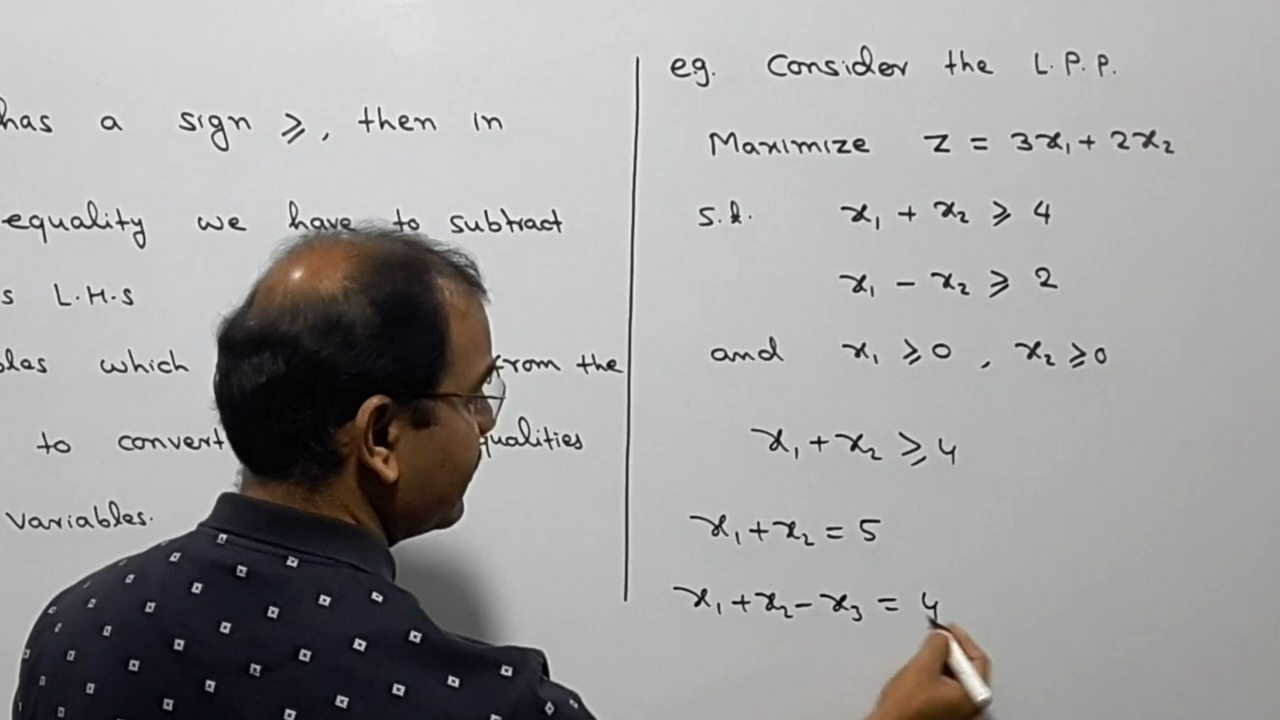 has a sign ⩾, then in
equality we have to subtract
s L.H.S
which from the
to convert qualities
variables.
eg. Consider the L.P.P.
Maximize Z = 3x₁ + 2x₂
s.t. x₁ + x₂ ⩾ 4
x₁ − x₂ ⩾ 2
and x₁ ⩾ 0 , x₂ ⩾ 0
x₁ + x₂ ⩾ 4
x₁ + x₂ = 5
x₁ + x₂ − x₃ = 4